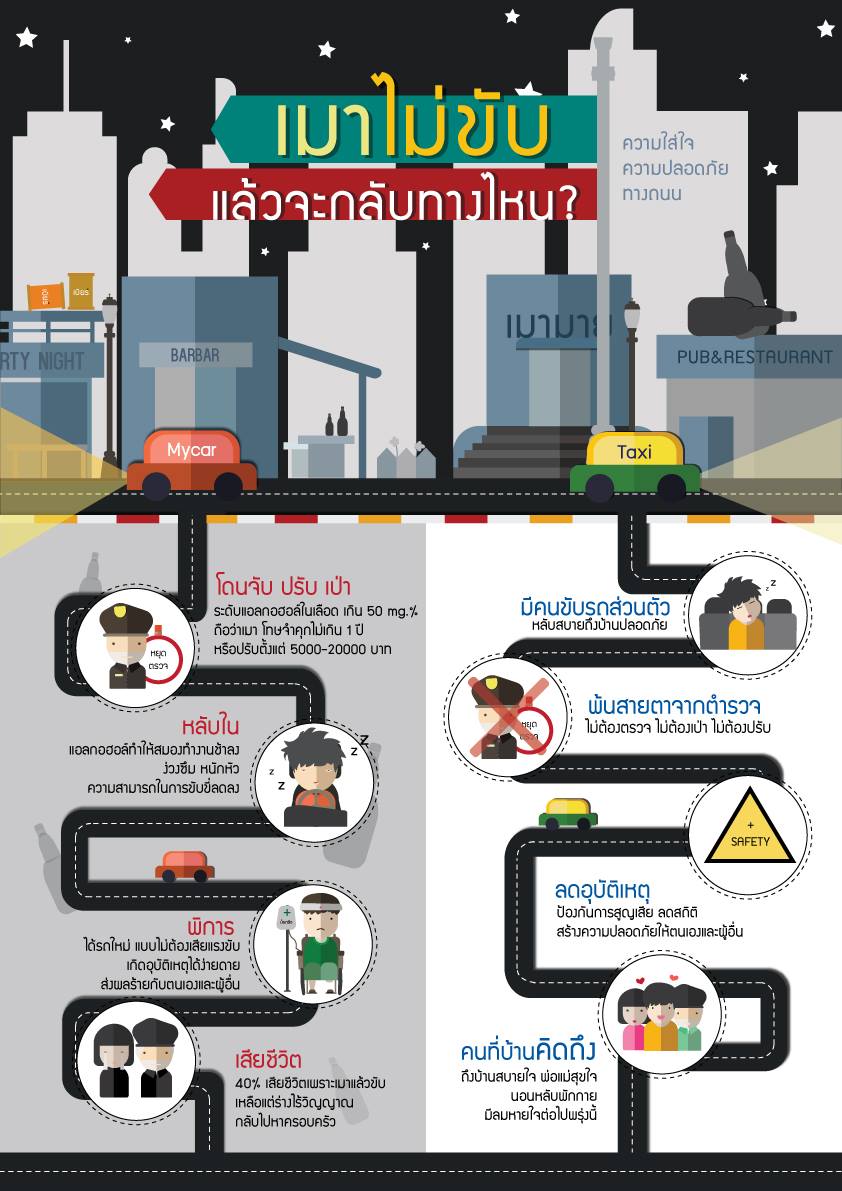 เมาไม่ขับ
แล้วจะกลับทางไหน?
ความใส่ใจ
ความปลอดภัย
ทางถนน
เบียร์
เบียร์
RTY NIGHT
BARBAR
เมามาย
PUB&RESTAURANT
Mycar
Taxi
โดนจับ ปรับ เป่า
ระดับแอลกอฮอล์ในเลือด เกิน 50 mg.%
ถือว่าเมา โทษจำคุกไม่เกิน 1 ปี
หรือปรับตั้งแต่ 5000-20000 บาท
หยุด
ตรวจ
หลับใน
แอลกอฮอล์ทำให้สมองทำงานช้าลง
ง่วงซึม หนักหัว
ความสามารถในการขับขี่ลดลง
z
z
z
Z
พิการ
ได้รถใหม่ แบบไม่ต้องเสียแรงขับ
เกิดอุบัติเหตุได้ง่ายดาย
ส่งผลร้ายกับตนเองและผู้อื่น
เสียชีวิต
40% เสียชีวิตเพราะเมาแล้วขับ
เหลือแต่ร่างไร้วิญญาณ
กลับไปหาครอบครัว
มีคนขับรถส่วนตัว
หลับสบายถึงบ้านปลอดภัย
z
z
พ้นสายตาจากตำรวจ
ไม่ต้องตรวจ ไม่ต้องเป่า ไม่ต้องปรับ
หยุด
ตรวจ
+
SAFETY
ลดอุบัติเหตุ
ป้องกันการสูญเสีย ลดสถิติ
สร้างความปลอดภัยให้ตนเองและผู้อื่น
คนที่บ้านคิดถึง
ถึงบ้านสบายใจ พ่อแม่สุขใจ
นอนหลับพักกาย
มีลมหายใจต่อไปพรุ่งนี้